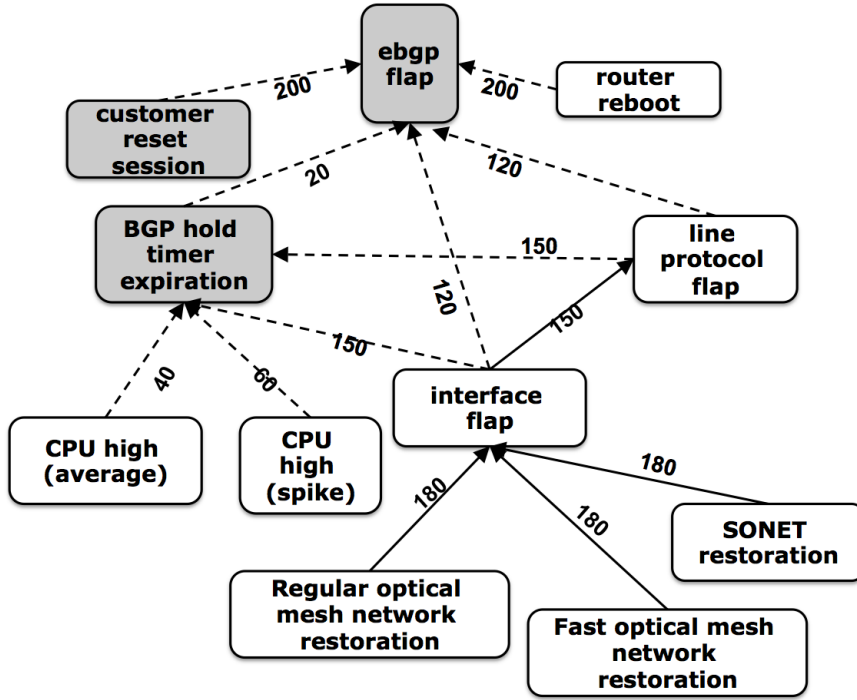 ebgp
flap
router
reboot
200
200
customer
reset
session
20
120
BGP hold
timer
expiration
150
line
protocol
flap
120
150
150
40
60
interface
flap
CPU high
(average)
CPU
high
(spike)
180
180
180
SONET
restoration
Regular optical
mesh network
restoration
Fast optical mesh
network
restoration